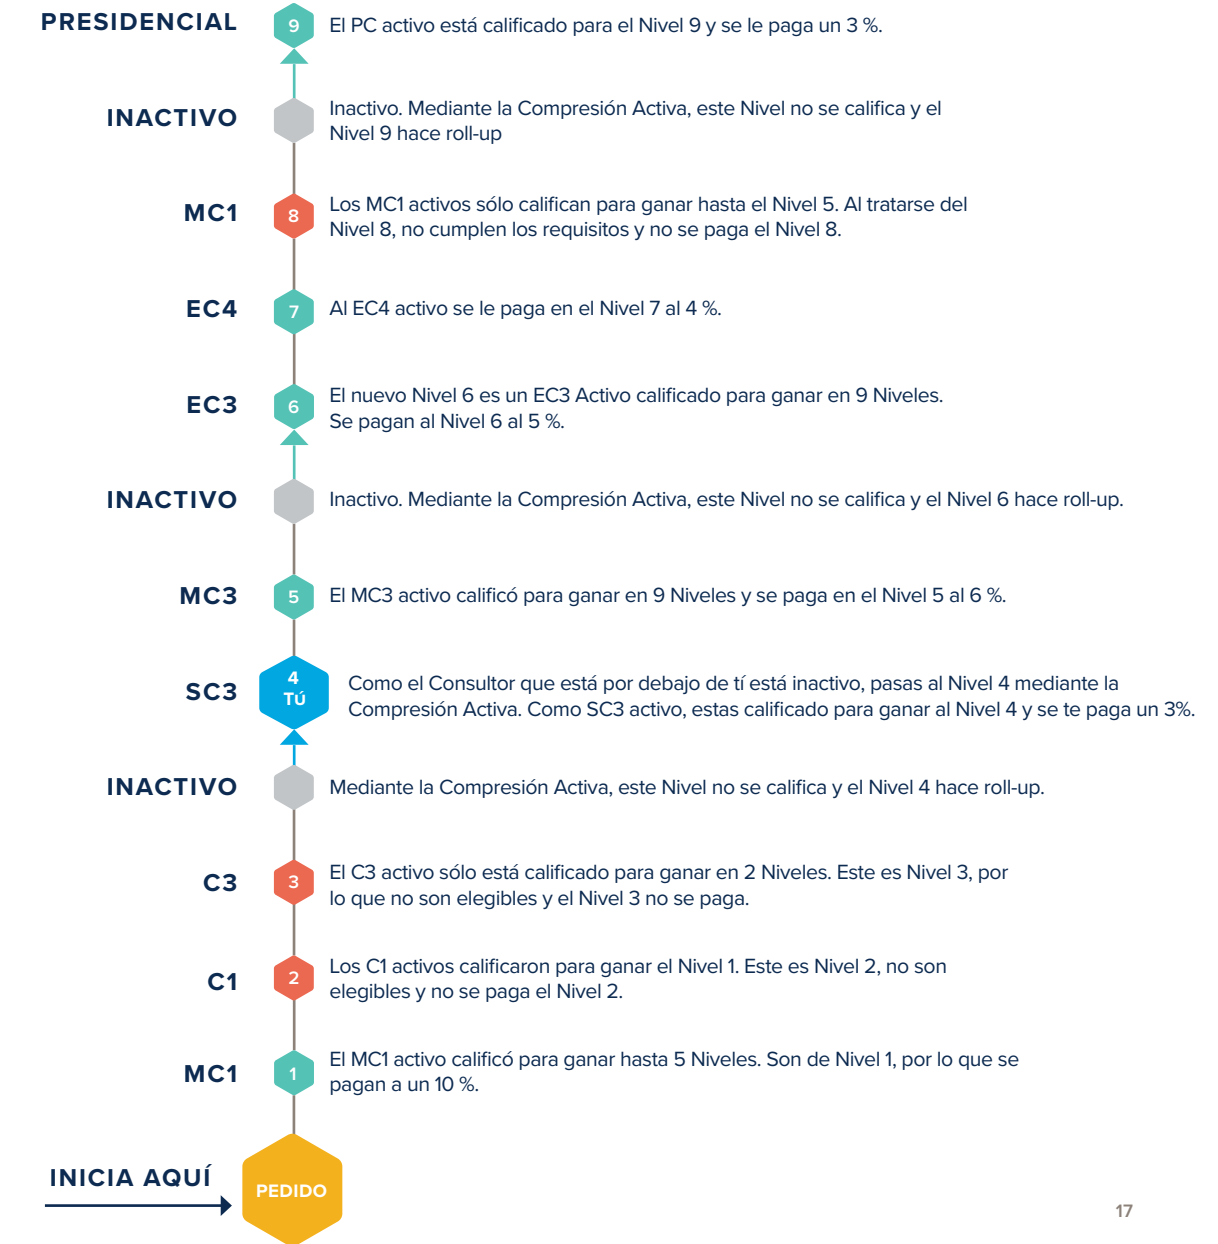 PRESIDENCIAL
9
El PC activo está calificado para el Nivel 9 y se le paga un 3 %.
INACTIVO
Inactivo. Mediante la Compresión Activa, este Nivel no se califica y el
Nivel 9 hace roll-up
MC1
8
Los MC1 activos sólo califican para ganar hasta el Nivel 5. Al tratarse del
Nivel 8, no cumplen los requisitos y no se paga el Nivel 8.
EC4
7
Al EC4 activo se le paga en el Nivel 7 al 4 %.
EC3
6
El nuevo Nivel 6 es un EC3 Activo calificado para ganar en 9 Niveles.
Se pagan al Nivel 6 al 5 %.
INACTIVO
Inactivo. Mediante la Compresión Activa, este Nivel no se califica y el Nivel 6 hace roll-up.
MC3
5
El MC3 activo calificó para ganar en 9 Niveles y se paga en el Nivel 5 al 6 %.
SC3
4
TÚ
Como el Consultor que está por debajo de tí está inactivo, pasas al Nivel 4 mediante la
Compresión Activa. Como SC3 activo, estas calificado para ganar al Nivel 4 y se te paga un 3%.
INACTIVO
Mediante la Compresión Activa, este Nivel no se califica y el Nivel 4 hace roll-up.
C3
3
El C3 activo sólo está calificado para ganar en 2 Niveles. Este es Nivel 3, por
lo que no son elegibles y el Nivel 3 no se paga.
C1
2
Los C1 activos calificaron para ganar el Nivel 1. Este es Nivel 2, no son
elegibles y no se paga el Nivel 2.
MC1
1
El MC1 activo calificó para ganar hasta 5 Niveles. Son de Nivel 1, por lo que se
pagan a un 10 %.
INICIA AQUÍ
PEDIDO
17